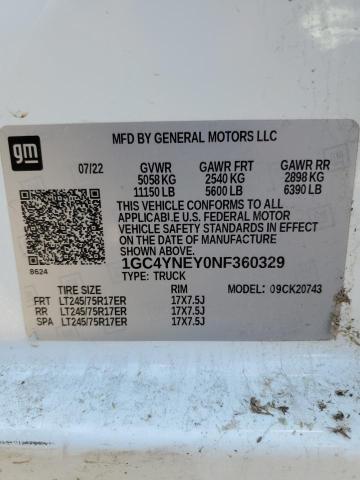 gm
MFD BY GENERAL MOTORS LLC
07/22 GVWR GAWR FRT GAWR RR
5058 KG 2540 KG 2898 KG
11150 LB 5600 LB 6390 LB
THIS VEHICLE CONFORMS TO ALL
APPLICABLE U.S. FEDERAL MOTOR
VEHICLE SAFETY STANDARDS IN
EFFECT ON THE DATE OF MANUFACTURE
SHOWN ABOVE.
8624
1GC4YNEY0NF360329
TYPE: TRUCK
TIRE SIZE RIM MODEL: 09CK20743
FRT LT245/75R17ER 17X7.5J
RR LT245/75R17ER 17X7.5J
SPA LT245/75R17ER 17X7.5J